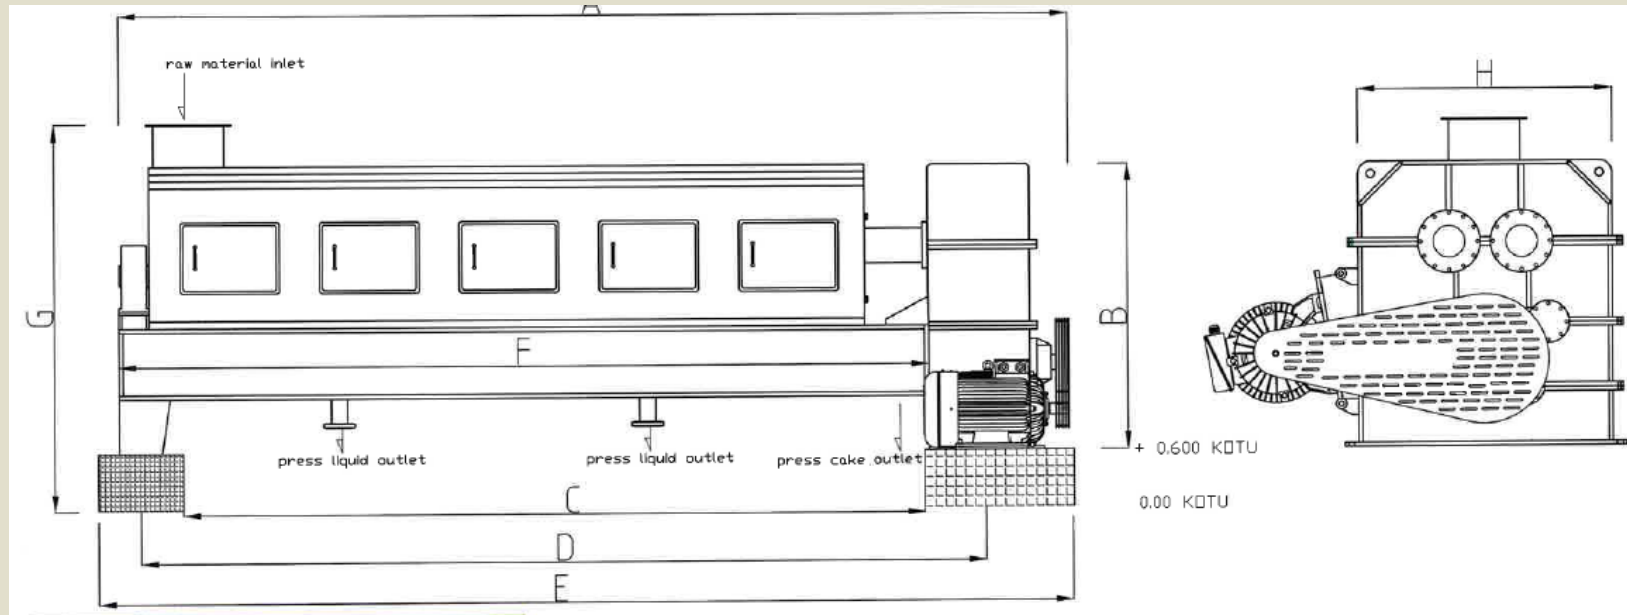 A
raw material inlet
H
G
B
F
+ 0.600 KOTU
press liquid outlet
press liquid outlet
press cake outlet
C
0.00 KOTU
D
E